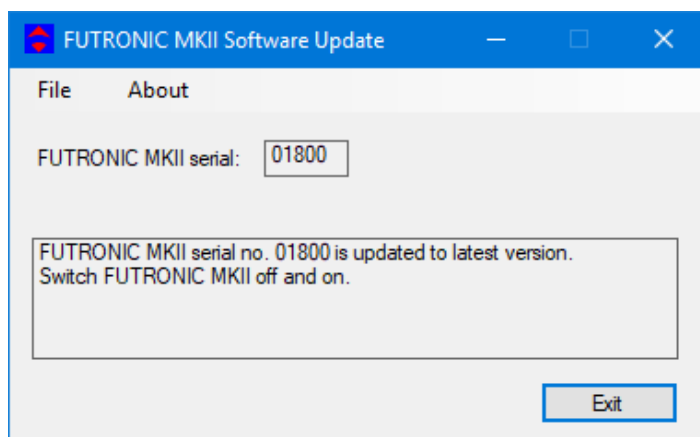 FUTRONIC MKII Software Update
File About
FUTRONIC MKII serial: 01800
FUTRONIC MKII serial no. 01800 is updated to latest version.
Switch FUTRONIC MKII off and on.
Exit